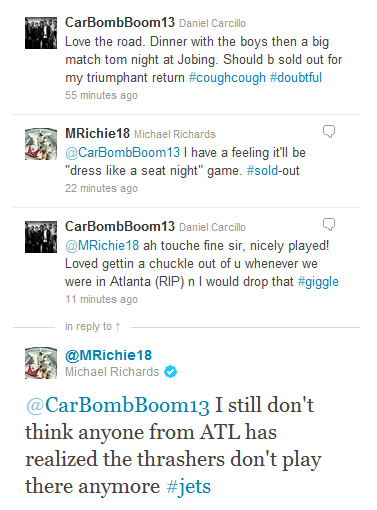 CarBombBoom13 Daniel Carcillo
Love the road. Dinner with the boys then a big
match tom night at Jobing. Should b sold out for
my triumphant return #coughcough #doubtful
55 minutes ago
MRichie18 Michael Richards
@CarBombBoom13 I have a feeling it'll be
"dress like a seat night" game. #sold-out
22 minutes ago
CarBombBoom13 Daniel Carcillo
@MRichie18 ah touche fine sir, nicely played!
Loved gettin a chuckle out of u whenever we
were in Atlanta (RIP) n I would drop that #giggle
11 minutes ago
in reply to ↑
@MRichie18
Michael Richards
@CarBombBoom13 I still don't
think anyone from ATL has
realized the thrashers don't play
there anymore #jets